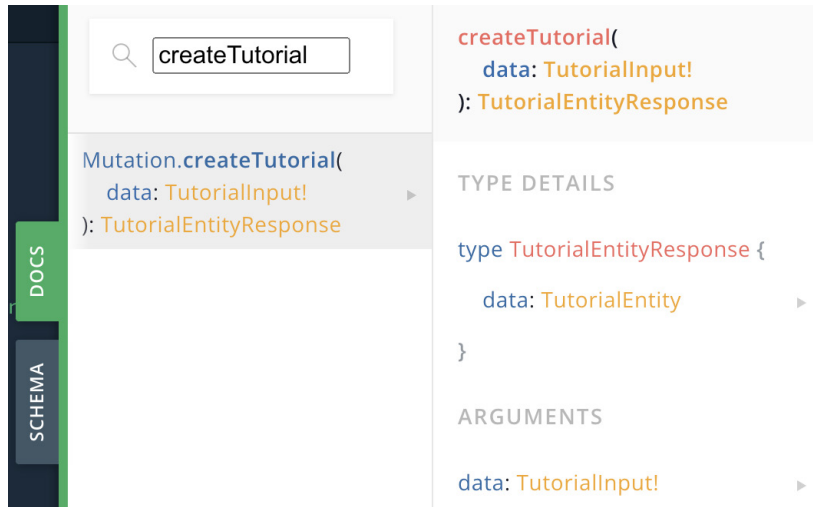 createTutorial
Mutation.createTutorial(
data: TutorialInput!
): TutorialEntityResponse
DOCS
SCHEMA
createTutorial(
data: TutorialInput!
): TutorialEntityResponse
TYPE DETAILS
type TutorialEntityResponse {
data: TutorialEntity
}
ARGUMENTS
data: TutorialInput!